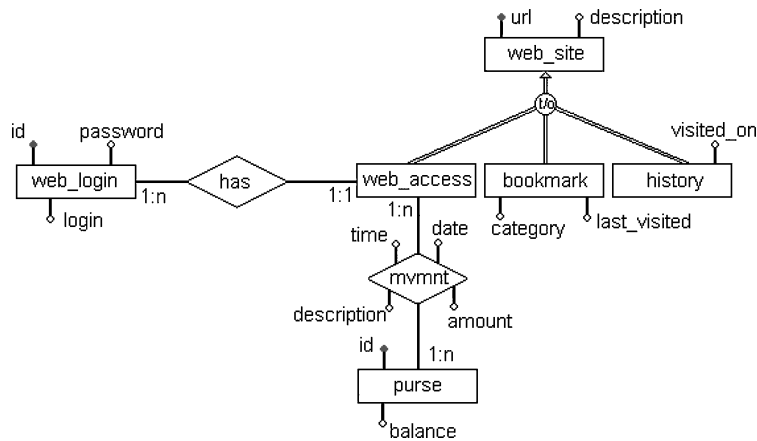 url
description
web_site
t/o
id
password
visited_on
web_login
has
web_access
bookmark
history
1:n
1:1
1:n
login
category
last_visited
time
date
mvmnt
description
amount
id
1:n
purse
balance